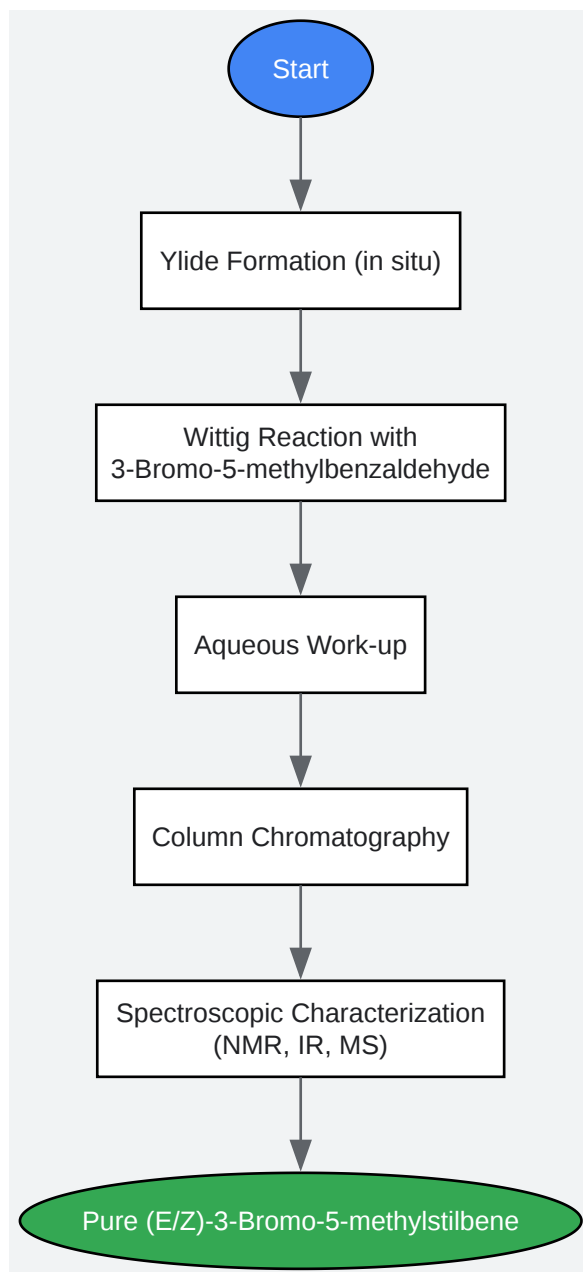 Start
Ylide Formation (in situ)
Wittig Reaction with
3-Bromo-5-methylbenzaldehyde
Aqueous Work-up
Column Chromatography
Spectroscopic Characterization
(NMR, IR, MS)
Pure (E/Z)-3-Bromo-5-methylstilbene